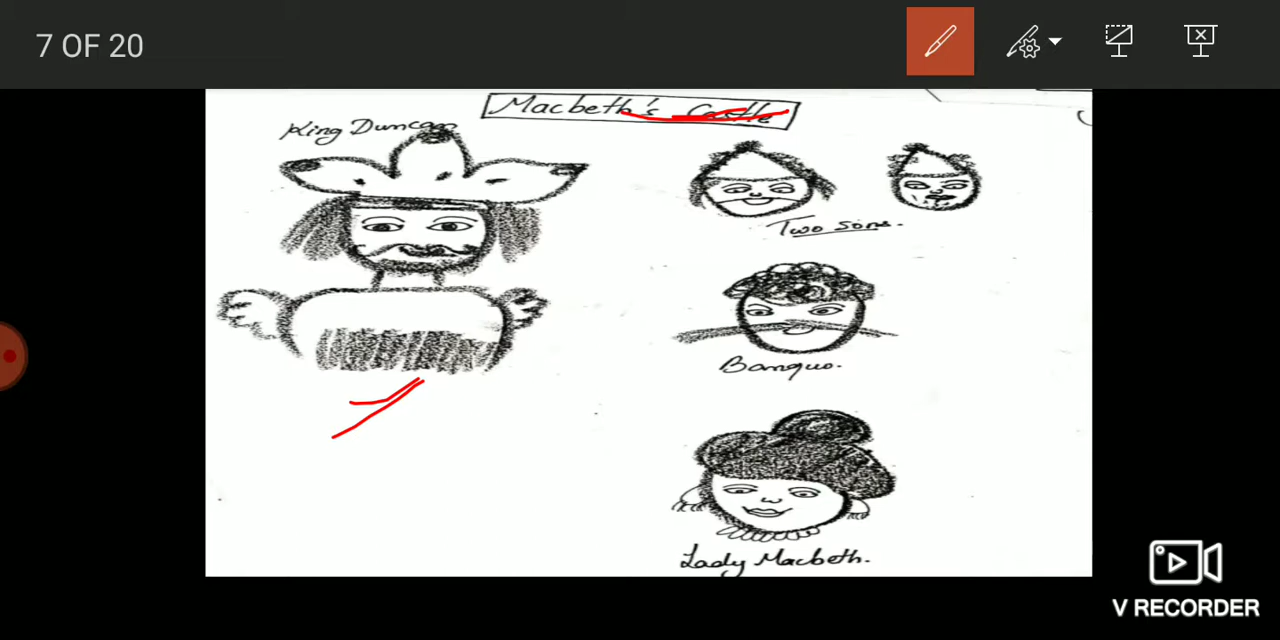 7 OF 20
Macbeth's Castle
King Duncan
Two sons.
Banquo.
Lady Macbeth.
V RECORDER